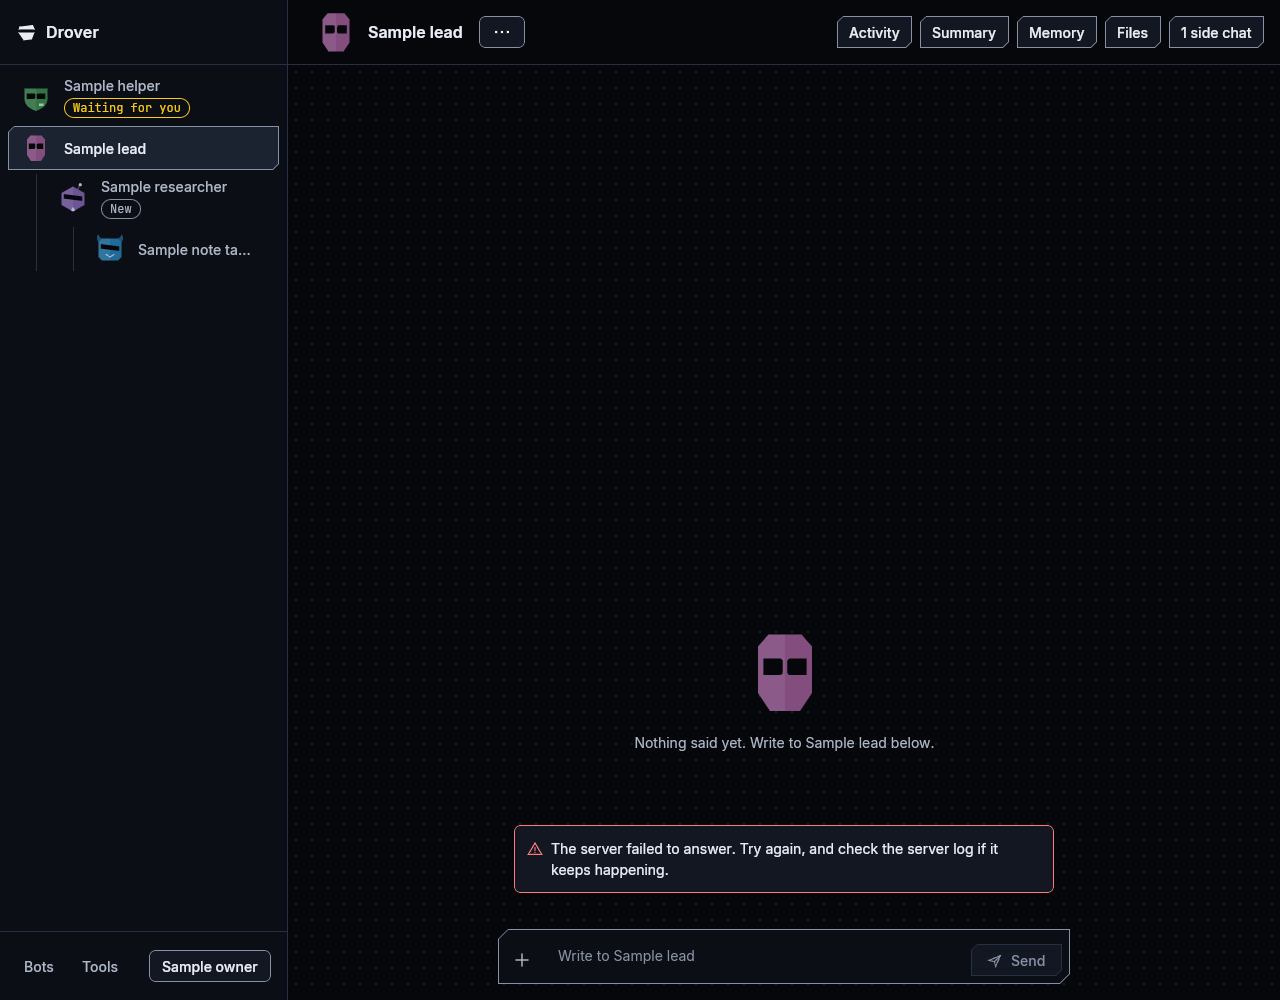 Drover
Sample lead
...
Activity
Summary
Memory
Files
1 side chat
Sample helper
Waiting for you
Sample lead
Sample researcher
New
Sample note ta...
Nothing said yet. Write to Sample lead below.
The server failed to answer. Try again, and check the server log if it
keeps happening.
Write to Sample lead
Send
Bots
Tools
Sample owner